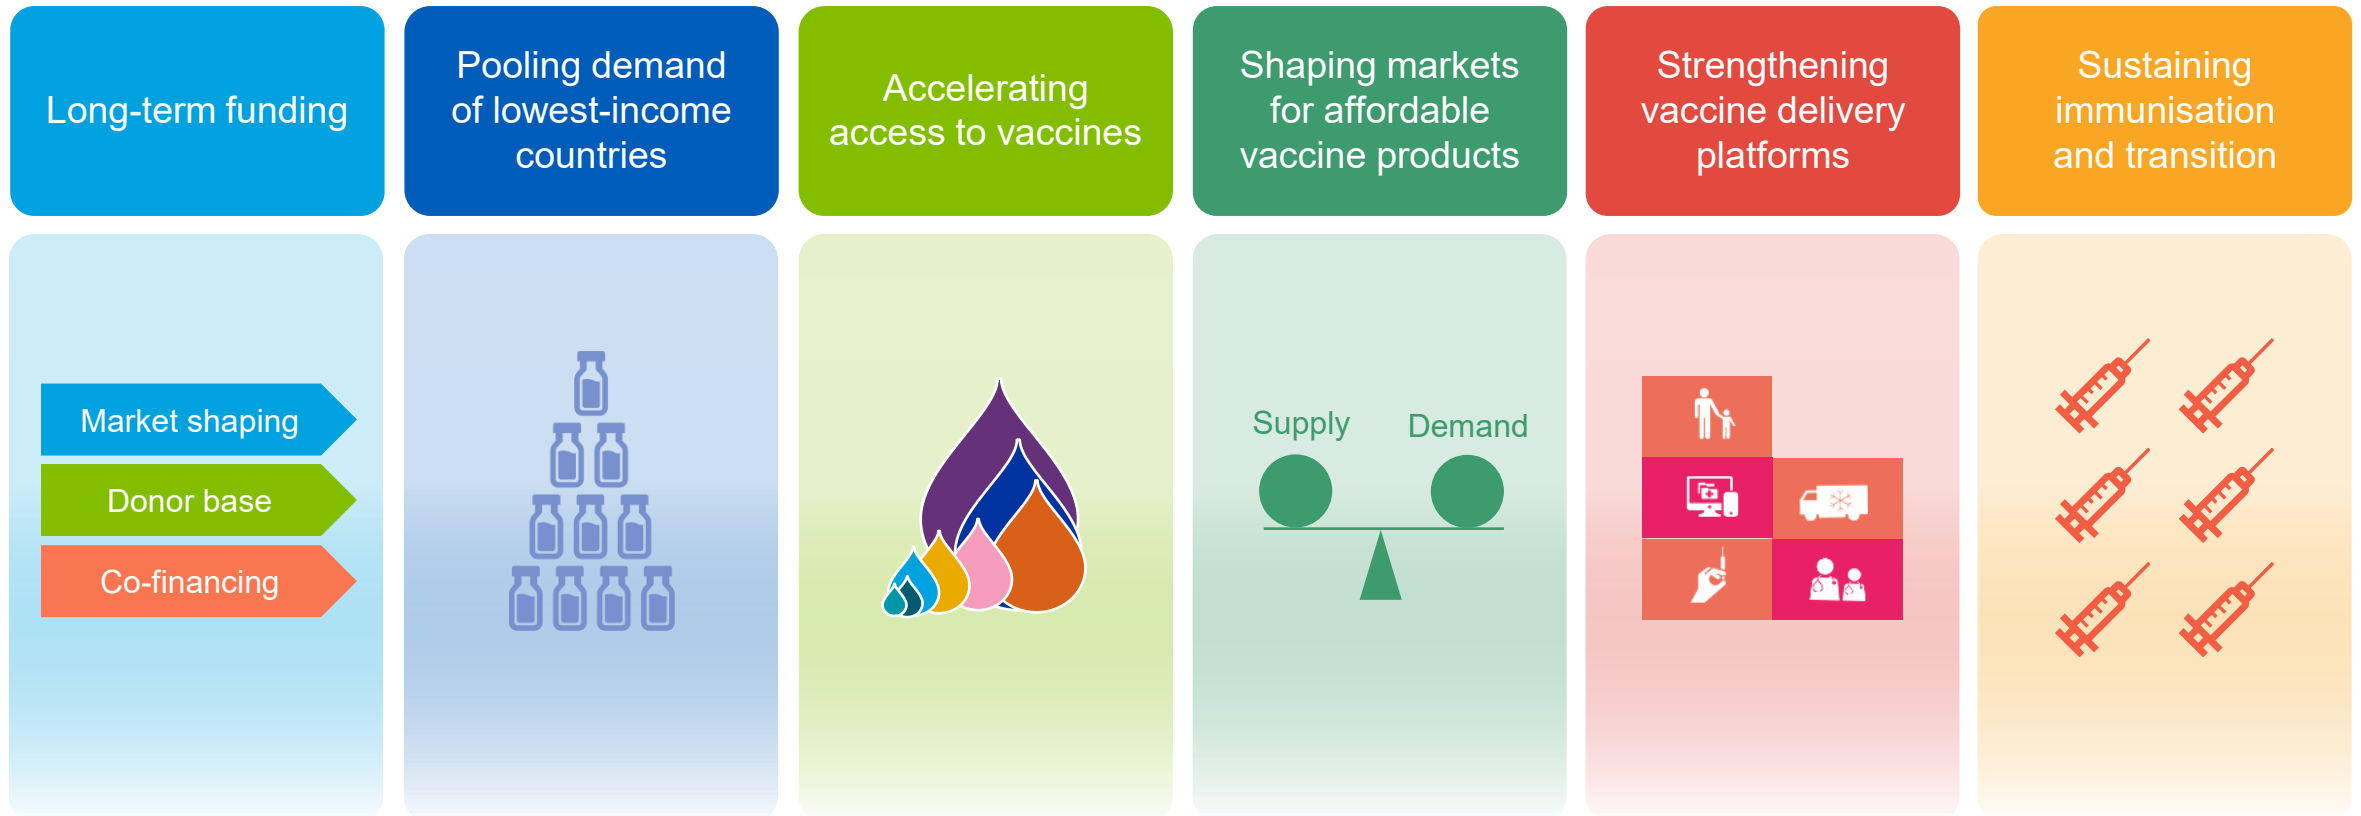 Long-term funding
Pooling demand
of lowest-income
countries
Accelerating
access to vaccines
Shaping markets
for affordable
vaccine products
Strengthening
vaccine delivery
platforms
Sustaining
immunisation
and transition
Market shaping
Donor base
Co-financing
Supply
Demand